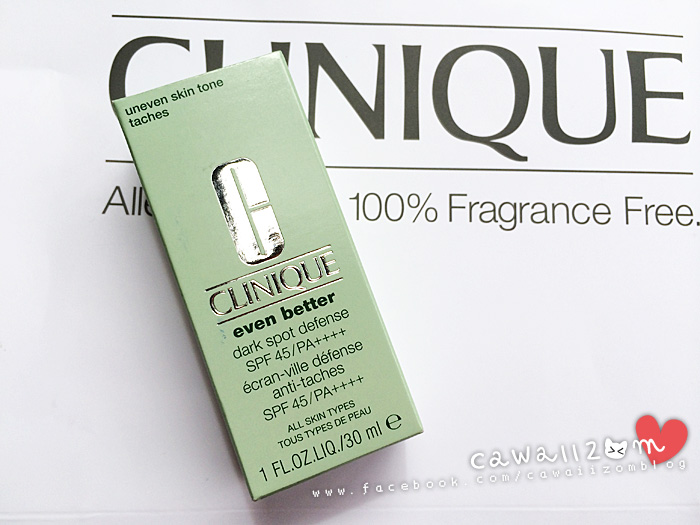 CLINIQUE
Alle 100% Fragrance Free.
uneven skin tone
taches
CLINIQUE
even better
dark spot defense
SPF 45/PA++++
écran-ville défense
anti-taches
SPF 45/PA++++
ALL SKIN TYPES
TOUS TYPES DE PEAU
1 FL.OZ.LIQ./30 ml e
cawaiizom
www.facebook.com/cawaiizomblog